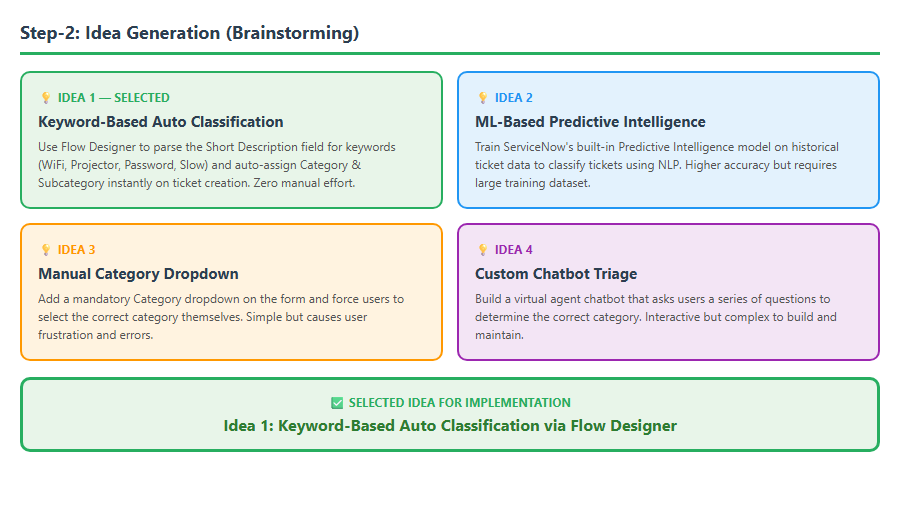 Step-2: Idea Generation (Brainstorming)
💡 IDEA 1 — SELECTED
Keyword-Based Auto Classification
Use Flow Designer to parse the Short Description field for keywords
(WiFi, Projector, Password, Slow) and auto-assign Category &
Subcategory instantly on ticket creation. Zero manual effort.
💡 IDEA 2
ML-Based Predictive Intelligence
Train ServiceNow's built-in Predictive Intelligence model on historical
ticket data to classify tickets using NLP. Higher accuracy but requires
large training dataset.
💡 IDEA 3
Manual Category Dropdown
Add a mandatory Category dropdown on the form and force users to
select the correct category themselves. Simple but causes user
frustration and errors.
💡 IDEA 4
Custom Chatbot Triage
Build a virtual agent chatbot that asks users a series of questions to
determine the correct category. Interactive but complex to build and
maintain.
✅ SELECTED IDEA FOR IMPLEMENTATION
Idea 1: Keyword-Based Auto Classification via Flow Designer